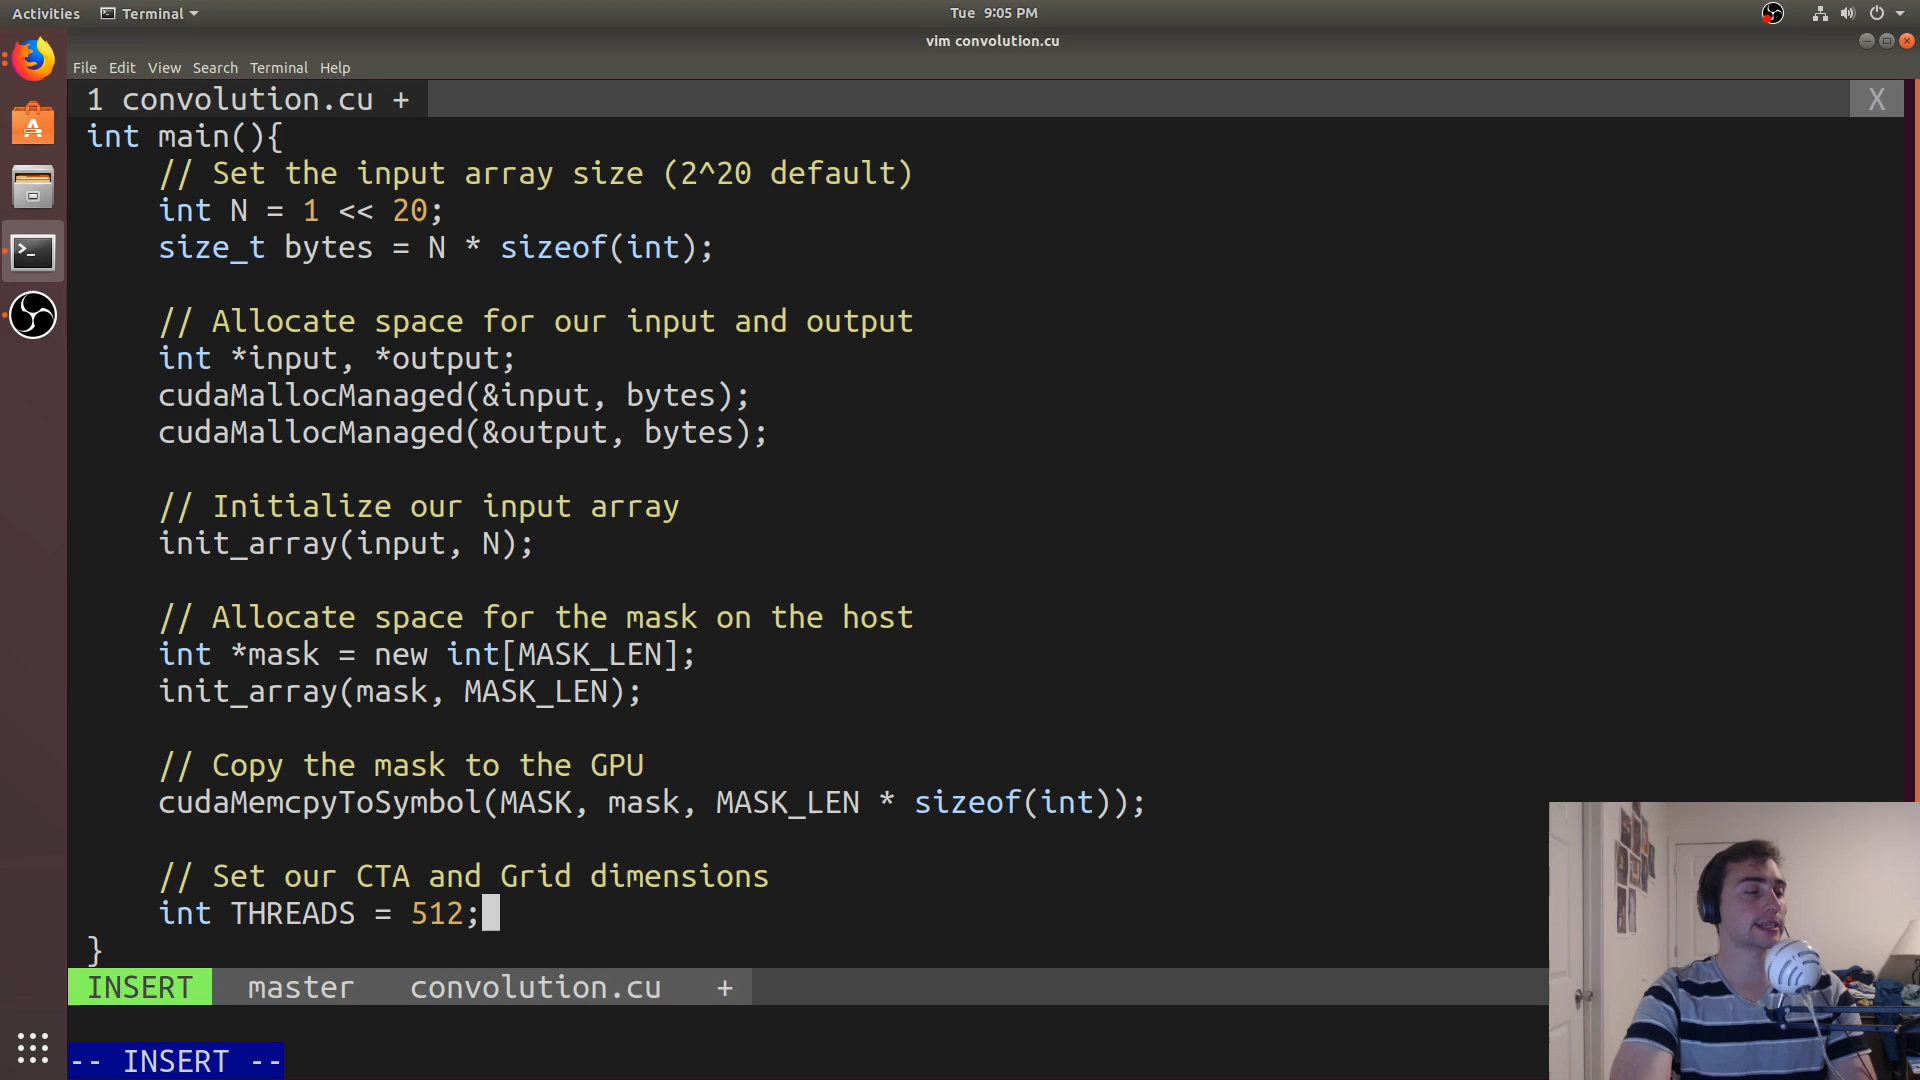 Activities Terminal Tue 9:05 PM
vim convolution.cu
File Edit View Search Terminal Help
1 convolution.cu + X
int main(){
// Set the input array size (2^20 default)
int N = 1 << 20;
size_t bytes = N * sizeof(int);
// Allocate space for our input and output
int *input, *output;
cudaMallocManaged(&input, bytes);
cudaMallocManaged(&output, bytes);
// Initialize our input array
init_array(input, N);
// Allocate space for the mask on the host
int *mask = new int[MASK_LEN];
init_array(mask, MASK_LEN);
// Copy the mask to the GPU
cudaMemcpyToSymbol(MASK, mask, MASK_LEN * sizeof(int));
// Set our CTA and Grid dimensions
int THREADS = 512;
}
INSERT master convolution.cu +
-- INSERT --